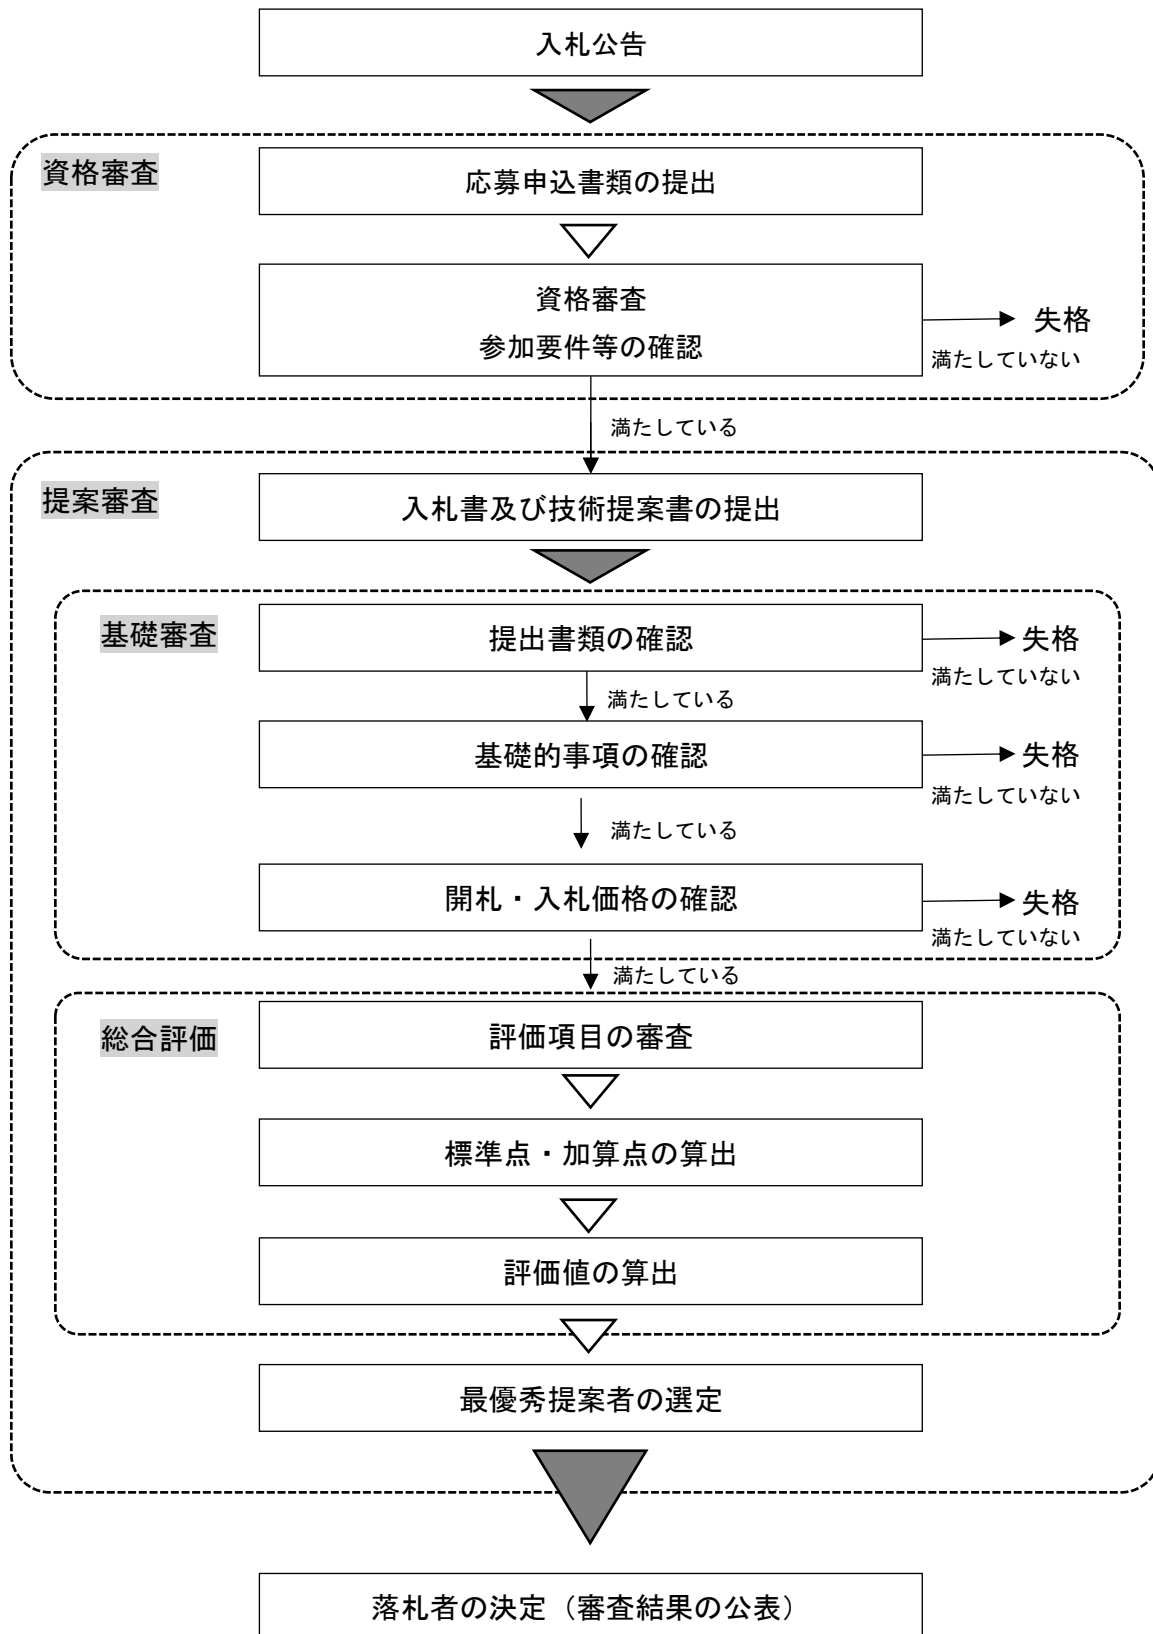 入札公告
資格審査
応募申込書類の提出
資格審査
参加要件等の確認
失格
満たしていない
満たしている
提案審査
入札書及び技術提案書の提出
基礎審査
提出書類の確認
失格
満たしていない
満たしている
基礎的事項の確認
失格
満たしていない
満たしている
開札・入札価格の確認
失格
満たしていない
満たしている
総合評価
評価項目の審査
標準点・加算点の算出
評価値の算出
最優秀提案者の選定
落札者の決定（審査結果の公表）